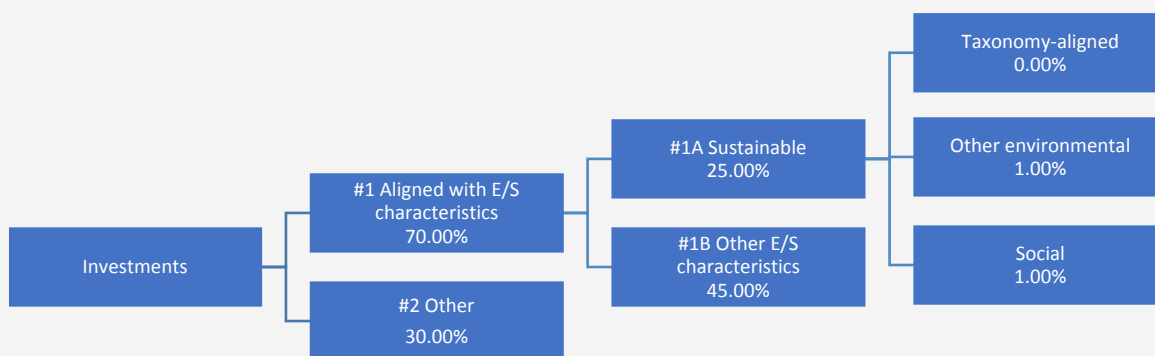 Investments
#1 Aligned with E/S
characteristics
70.00%
#2 Other
30.00%
#1A Sustainable
25.00%
#1B Other E/S
characteristics
45.00%
Taxonomy-aligned
0.00%
Other environmental
1.00%
Social
1.00%